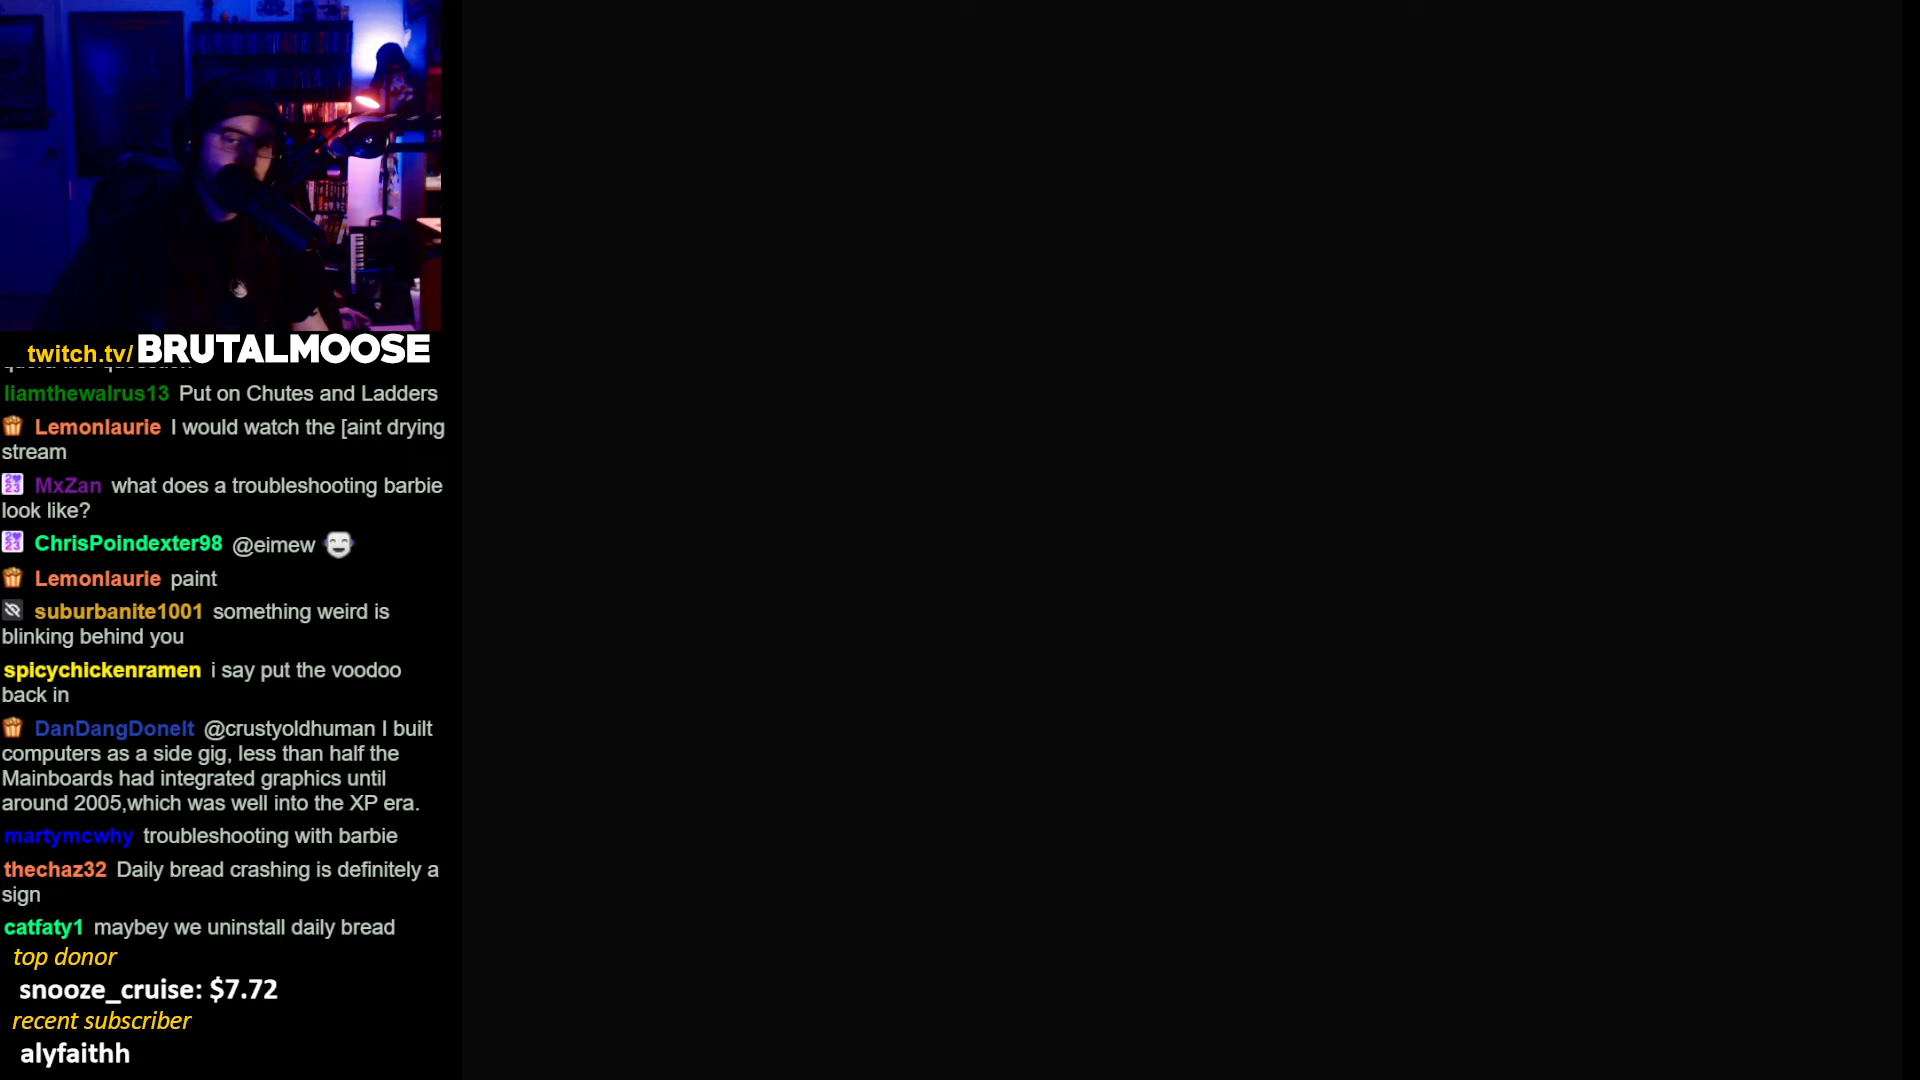 twitch.tv/BRUTALMOOSE
liamthewalrus13 Put on Chutes and Ladders
Lemonlaurie I would watch the [aint drying
stream
MxZan what does a troubleshooting barbie
look like?
ChrisPoindexter98 @eimew
Lemonlaurie paint
suburbanite1001 something weird is
blinking behind you
spicychickenramen i say put the voodoo
back in
DanDangDoneIt @crustyoldhuman I built
computers as a side gig, less than half the
Mainboards had integrated graphics until
around 2005,which was well into the XP era.
martymcwhy troubleshooting with barbie
thechaz32 Daily bread crashing is definitely a
sign
catfaty1 maybey we uninstall daily bread
top donor
snooze_cruise: $7.72
recent subscriber
alyfaithh